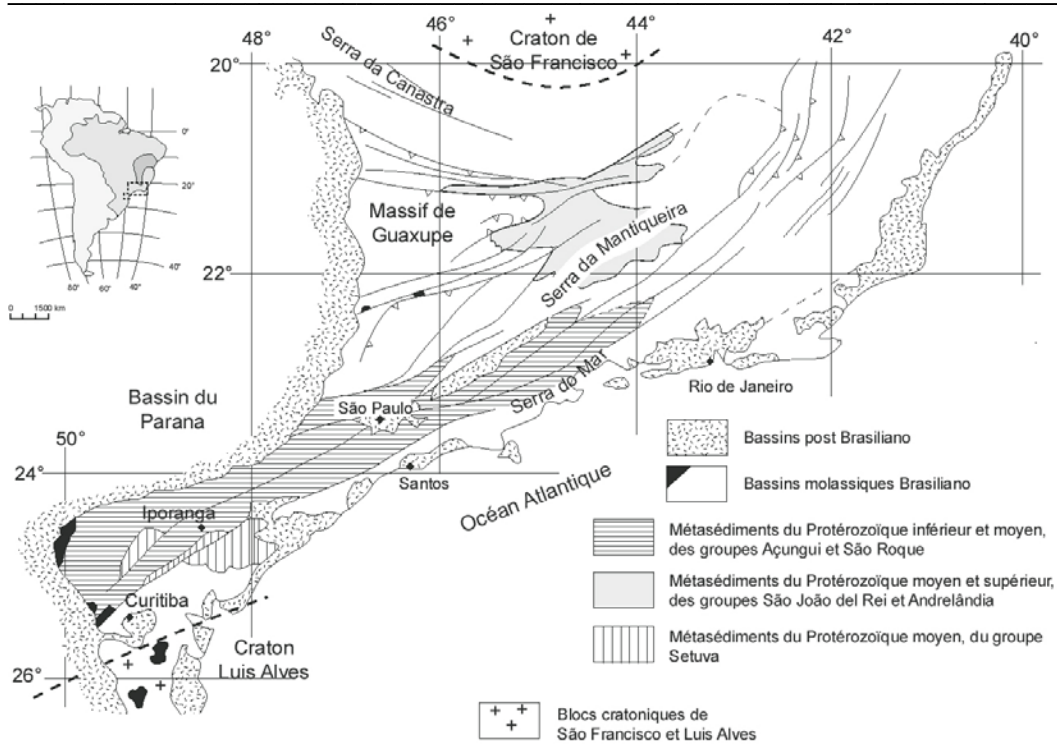 46°
44°
48°
42°
40°
Craton de
São Francisco
20°
Serra da Canastra
0°
20°
40°
80°
60°
40°
0 1500 km
Massif de
Guaxupe
Serra da Mantiqueira
22°
Serra do Mar
Rio de Janeiro
Bassin du
Parana
São Paulo
50°
24°
Santos
Océan Atlantique
Iporanga
Curitiba
Craton
Luis Alves
26°
Bassins post Brasiliano
Bassins molassiques Brasiliano
Métasédiments du Protérozoïque inférieur et moyen,
des groupes Açungui et São Roque
Métasédiments du Protérozoïque moyen et supérieur,
des groupes São João del Rei et Andrelândia
Métasédiments du Protérozoïque moyen, du groupe
Setuva
Blocs cratoniques de
São Francisco et Luis Alves